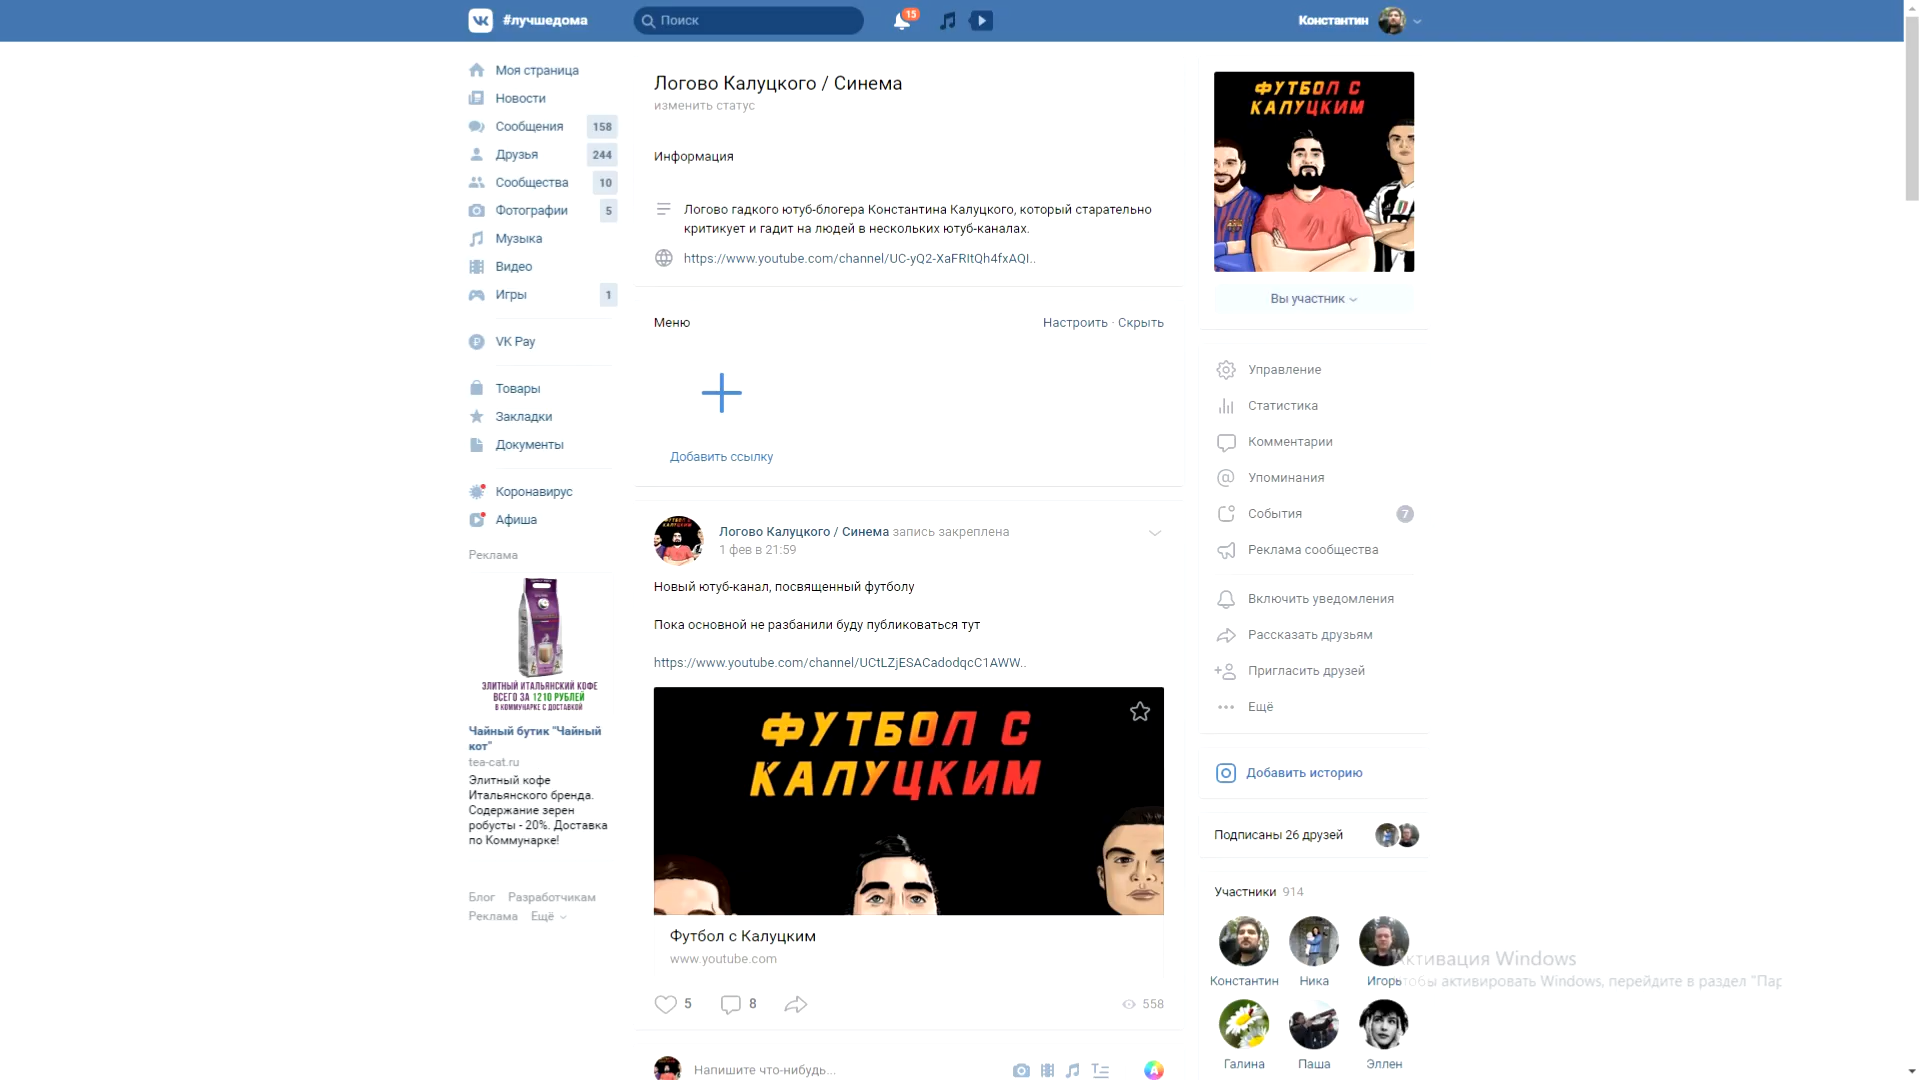 #лучшедома
Поиск
15
Константин
Моя страница
Новости
Сообщения 158
Друзья 244
Сообщества 10
Фотографии 5
Музыка
Видео
Игры 1
VK Pay
Товары
Закладки
Документы
Коронавирус
Афиша
Реклама
ЭЛИТНЫЙ ИТАЛЬЯНСКИЙ КОФЕ
ВСЕГО ЗА 1210 РУБЛЕЙ
В КОММУНАРКЕ С ДОСТАВКОЙ
Чайный бутик "Чайный
кот"
tea-cat.ru
Элитный кофе
Итальянского бренда.
Содержание зерен
робусты - 20%. Доставка
по Коммунарке!
Блог Разработчикам
Реклама Ещё
Логово Калуцкого / Синема
изменить статус
Информация
Логово гадкого ютуб-блогера Константина Калуцкого, который старательно
критикует и гадит на людей в нескольких ютуб-каналах.
https://www.youtube.com/channel/UC-yQ2-XaFRItQh4fxAQI..
Меню
Настроить · Скрыть
Добавить ссылку
Логово Калуцкого / Синема запись закреплена
1 фев в 21:59
Новый ютуб-канал, посвященный футболу
Пока основной не разбанили буду публиковаться тут
https://www.youtube.com/channel/UCtLZjESACadodqcC1AWW..
ФУТБОЛ С
КАЛУЦКИМ
Футбол с Калуцким
www.youtube.com
5 8 558
Напишите что-нибудь...
ФУТБОЛ С
КАЛУЦКИМ
Вы участник
Управление
Статистика
Комментарии
Упоминания
События 7
Реклама сообщества
Включить уведомления
Рассказать друзьям
Пригласить друзей
Ещё
Добавить историю
Подписаны 26 друзей
Участники 914
Константин Ника Игорь
Галина Паша Эллен
Активация Windows
Чтобы активировать Windows, перейдите в раздел "Пар